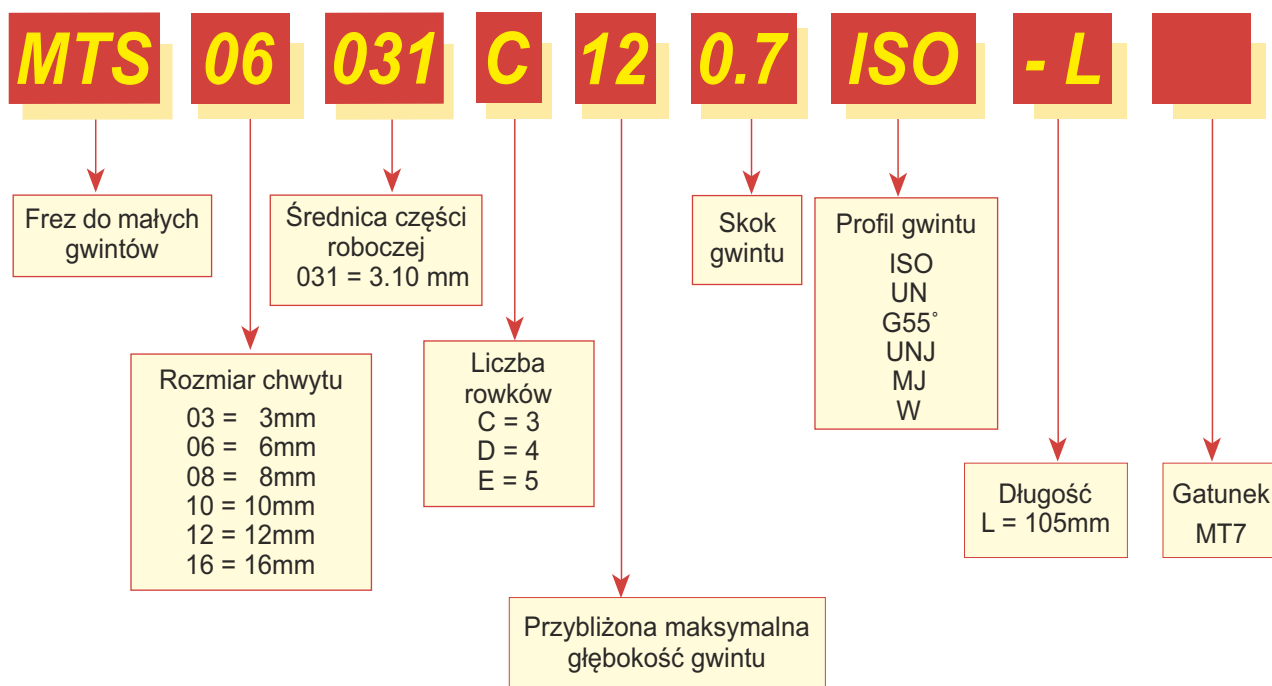 MTS 06 031 C 12 0.7 ISO - L
Frez do małych
gwintów
Rozmiar chwytu
03 = 3mm
06 = 6mm
08 = 8mm
10 = 10mm
12 = 12mm
16 = 16mm
Średnica części
roboczej
031 = 3.10 mm
Liczba
rowków
C = 3
D = 4
E = 5
Przybliżona maksymalna
głębokość gwintu
Skok
gwintu
Profil gwintu
ISO
UN
G55°
UNJ
MJ
W
Długość
L = 105mm
Gatunek
MT7